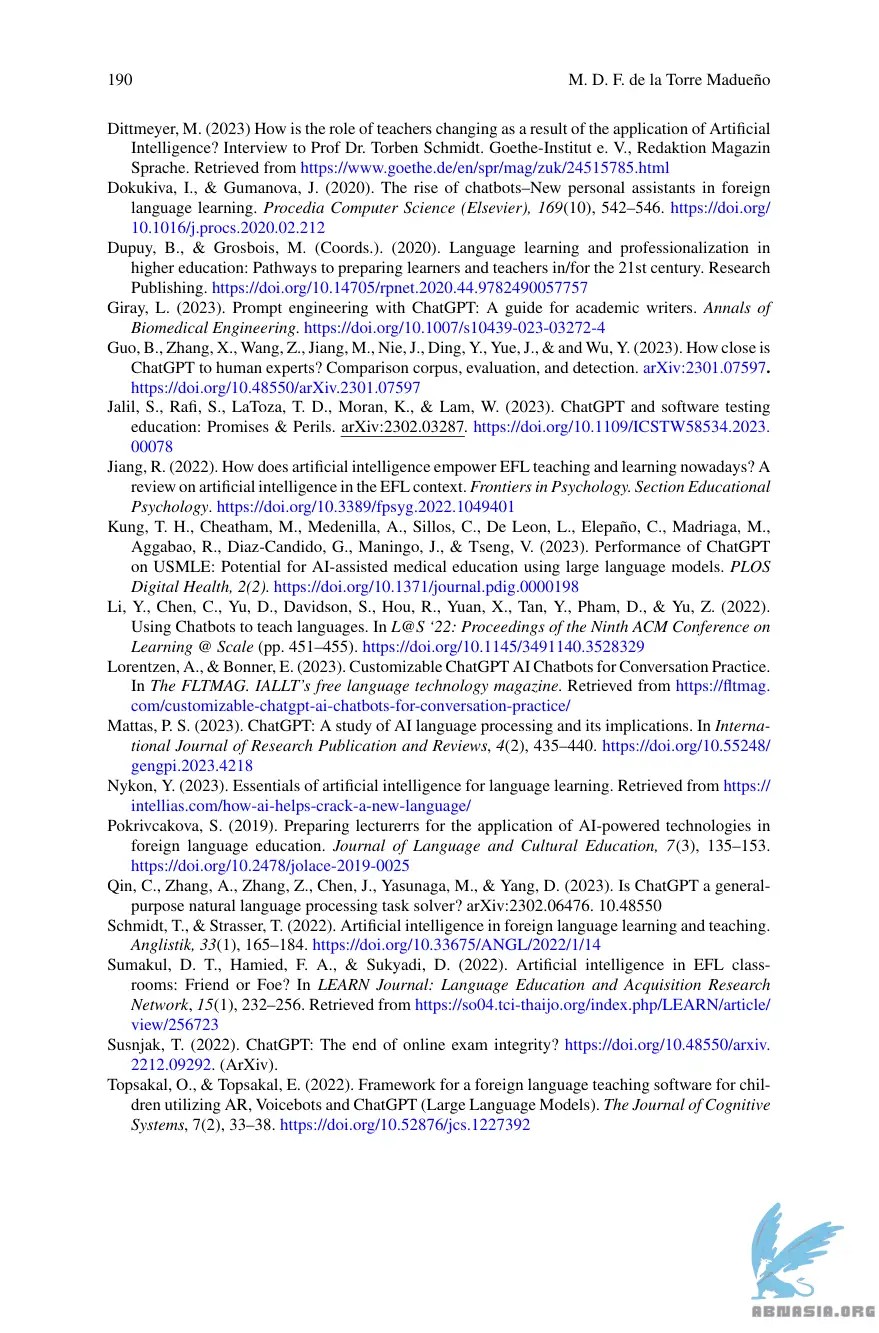 190 M. D. F. de la Torre Madueño
Dittmeyer, M. (2023) How is the role of teachers changing as a result of the application of Artificial
Intelligence? Interview to Prof Dr. Torben Schmidt. Goethe-Institut e. V., Redaktion Magazin
Sprache. Retrieved from https://www.goethe.de/en/spr/mag/zuk/24515785.html
Dokukiva, I., & Gumanova, J. (2020). The rise of chatbots–New personal assistants in foreign
language learning. Procedia Computer Science (Elsevier), 169(10), 542–546. https://doi.org/
10.1016/j.procs.2020.02.212
Dupuy, B., & Grosbois, M. (Coords.). (2020). Language learning and professionalization in
higher education: Pathways to preparing learners and teachers in/for the 21st century. Research
Publishing. https://doi.org/10.14705/rpnet.2020.44.9782490057757
Giray, L. (2023). Prompt engineering with ChatGPT: A guide for academic writers. Annals of
Biomedical Engineering. https://doi.org/10.1007/s10439-023-03272-4
Guo, B., Zhang, X., Wang, Z., Jiang, M., Nie, J., Ding, Y., Yue, J., & and Wu, Y. (2023). How close is
ChatGPT to human experts? Comparison corpus, evaluation, and detection. arXiv:2301.07597.
https://doi.org/10.48550/arXiv.2301.07597
Jalil, S., Rafi, S., LaToza, T. D., Moran, K., & Lam, W. (2023). ChatGPT and software testing
education: Promises & Perils. arXiv:2302.03287. https://doi.org/10.1109/ICSTW58534.2023.
00078
Jiang, R. (2022). How does artificial intelligence empower EFL teaching and learning nowadays? A
review on artificial intelligence in the EFL context. Frontiers in Psychology. Section Educational
Psychology. https://doi.org/10.3389/fpsyg.2022.1049401
Kung, T. H., Cheatham, M., Medenilla, A., Sillos, C., De Leon, L., Elepaño, C., Madriaga, M.,
Aggabao, R., Diaz-Candido, G., Maningo, J., & Tseng, V. (2023). Performance of ChatGPT
on USMLE: Potential for AI-assisted medical education using large language models. PLOS
Digital Health, 2(2). https://doi.org/10.1371/journal.pdig.0000198
Li, Y., Chen, C., Yu, D., Davidson, S., Hou, R., Yuan, X., Tan, Y., Pham, D., & Yu, Z. (2022).
Using Chatbots to teach languages. In L@S ‘22: Proceedings of the Ninth ACM Conference on
Learning @ Scale (pp. 451–455). https://doi.org/10.1145/3491140.3528329
Lorentzen, A., & Bonner, E. (2023). Customizable ChatGPT AI Chatbots for Conversation Practice.
In The FLTMAG. IALLT’s free language technology magazine. Retrieved from https://fltmag.
com/customizable-chatgpt-ai-chatbots-for-conversation-practice/
Mattas, P. S. (2023). ChatGPT: A study of AI language processing and its implications. In Interna-
tional Journal of Research Publication and Reviews, 4(2), 435–440. https://doi.org/10.55248/
gengpi.2023.4218
Nykon, Y. (2023). Essentials of artificial intelligence for language learning. Retrieved from https://
intellias.com/how-ai-helps-crack-a-new-language/
Pokrivcakova, S. (2019). Preparing lecturerrs for the application of AI-powered technologies in
foreign language education. Journal of Language and Cultural Education, 7(3), 135–153.
https://doi.org/10.2478/jolace-2019-0025
Qin, C., Zhang, A., Zhang, Z., Chen, J., Yasunaga, M., & Yang, D. (2023). Is ChatGPT a general-
purpose natural language processing task solver? arXiv:2302.06476. 10.48550
Schmidt, T., & Strasser, T. (2022). Artificial intelligence in foreign language learning and teaching.
Anglistik, 33(1), 165–184. https://doi.org/10.33675/ANGL/2022/1/14
Sumakul, D. T., Hamied, F. A., & Sukyadi, D. (2022). Artificial intelligence in EFL class-
rooms: Friend or Foe? In LEARN Journal: Language Education and Acquisition Research
Network, 15(1), 232–256. Retrieved from https://so04.tci-thaijo.org/index.php/LEARN/article/
view/256723
Susnjak, T. (2022). ChatGPT: The end of online exam integrity? https://doi.org/10.48550/arxiv.
2212.09292. (ArXiv).
Topsakal, O., & Topsakal, E. (2022). Framework for a foreign language teaching software for chil-
dren utilizing AR, Voicebots and ChatGPT (Large Language Models). The Journal of Cognitive
Systems, 7(2), 33–38. https://doi.org/10.52876/jcs.1227392
ABNASIA.ORG